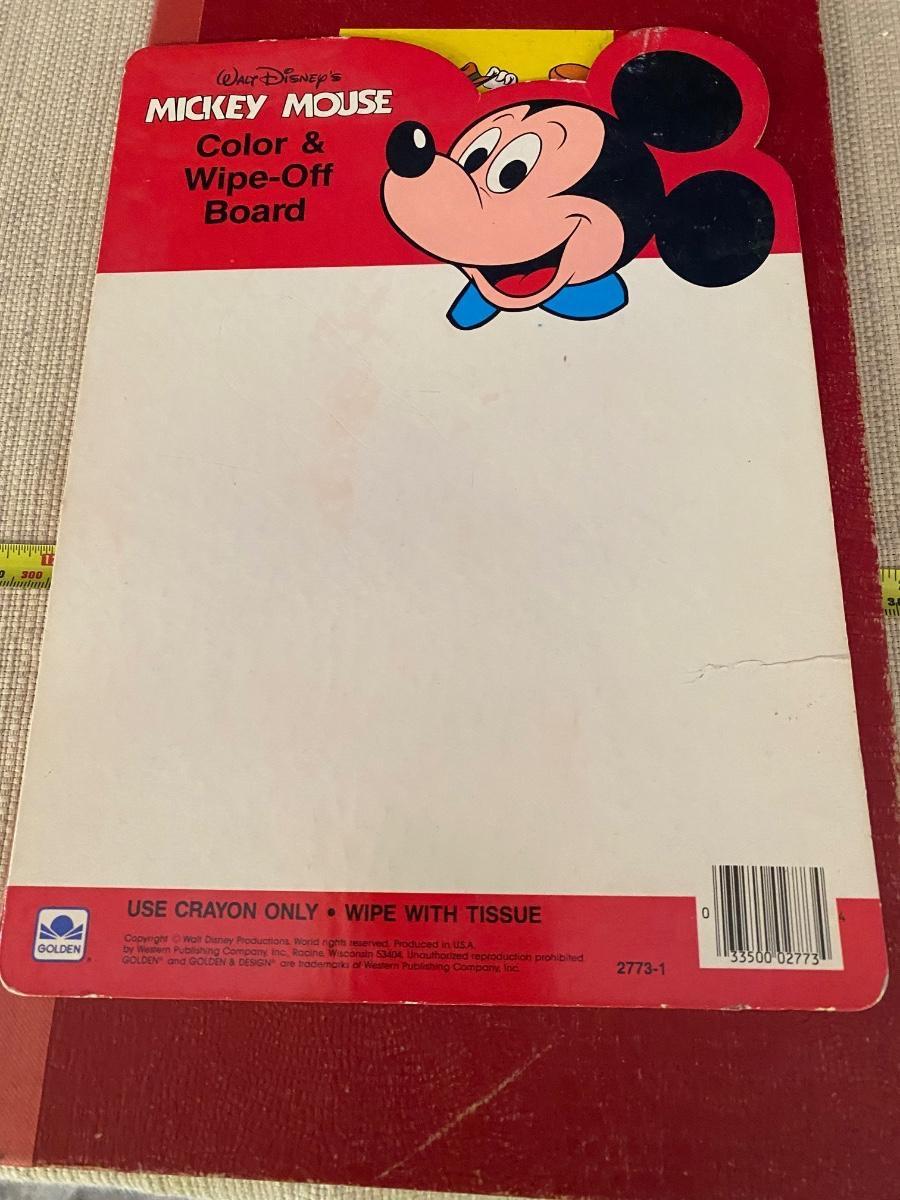 Walt Disney's
MICKEY MOUSE
Color &
Wipe-Off
Board
300
USE CRAYON ONLY • WIPE WITH TISSUE
GOLDEN®
Copyright © Walt Disney Productions. World rights reserved. Produced in U.S.A.
by Western Publishing Company, Inc., Racine, Wisconsin 53404. Unauthorized reproduction prohibited.
GOLDEN® and GOLDEN & DESIGN® are trademarks of Western Publishing Company, Inc.
2773-1
0 33500 02773 4